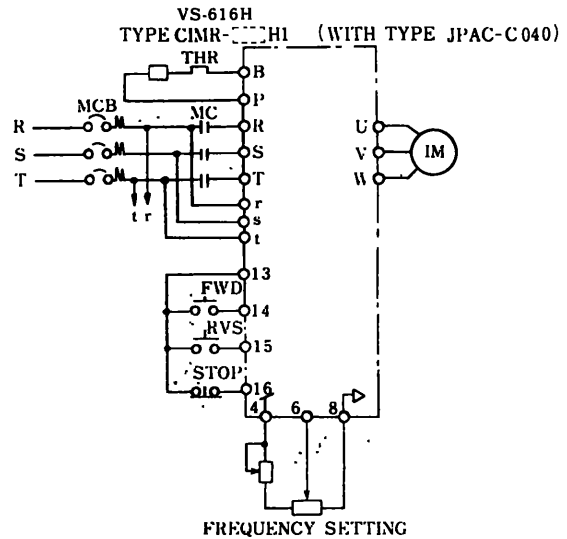 VS-616H
TYPE CIMR-    H1 (WITH TYPE JPAC-C040)
THR
B
P
MCB
MC
R
R
U
S
S
V
IM
T
T
W
t r
r
s
t
13
FWD
14
RVS
15
STOP
16
4
6
8
FREQUENCY SETTING